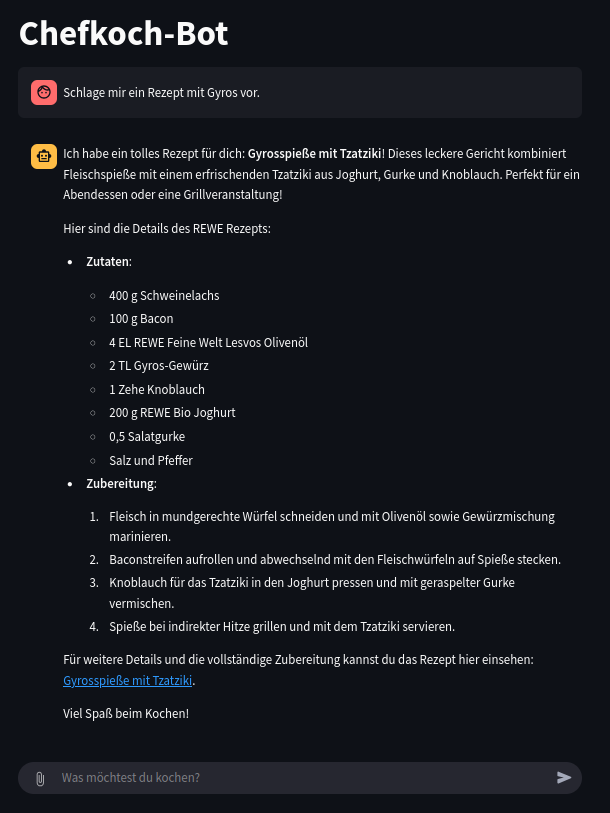 Chefkoch-Bot
Schlage mir ein Rezept mit Gyros vor.
Ich habe ein tolles Rezept für dich: Gyrosspieße mit Tzatziki! Dieses leckere Gericht kombiniert
Fleischspieße mit einem erfrischenden Tzatziki aus Joghurt, Gurke und Knoblauch. Perfekt für ein
Abendessen oder eine Grillveranstaltung!
Hier sind die Details des REWE Rezepts:
• Zutaten:
○ 400 g Schweinelachs
○ 100 g Bacon
○ 4 EL REWE Feine Welt Lesvos Olivenöl
○ 2 TL Gyros-Gewürz
○ 1 Zehe Knoblauch
○ 200 g REWE Bio Joghurt
○ 0,5 Salatgurke
○ Salz und Pfeffer
• Zubereitung:
1. Fleisch in mundgerechte Würfel schneiden und mit Olivenöl sowie Gewürzmischung
marinieren.
2. Baconstreifen aufrollen und abwechselnd mit den Fleischwürfeln auf Spieße stecken.
3. Knoblauch für das Tzatziki in den Joghurt pressen und mit geraspelter Gurke
vermischen.
4. Spieße bei indirekter Hitze grillen und mit dem Tzatziki servieren.
Für weitere Details und die vollständige Zubereitung kannst du das Rezept hier einsehen:
Gyrosspieße mit Tzatziki.
Viel Spaß beim Kochen!
Was möchtest du kochen?